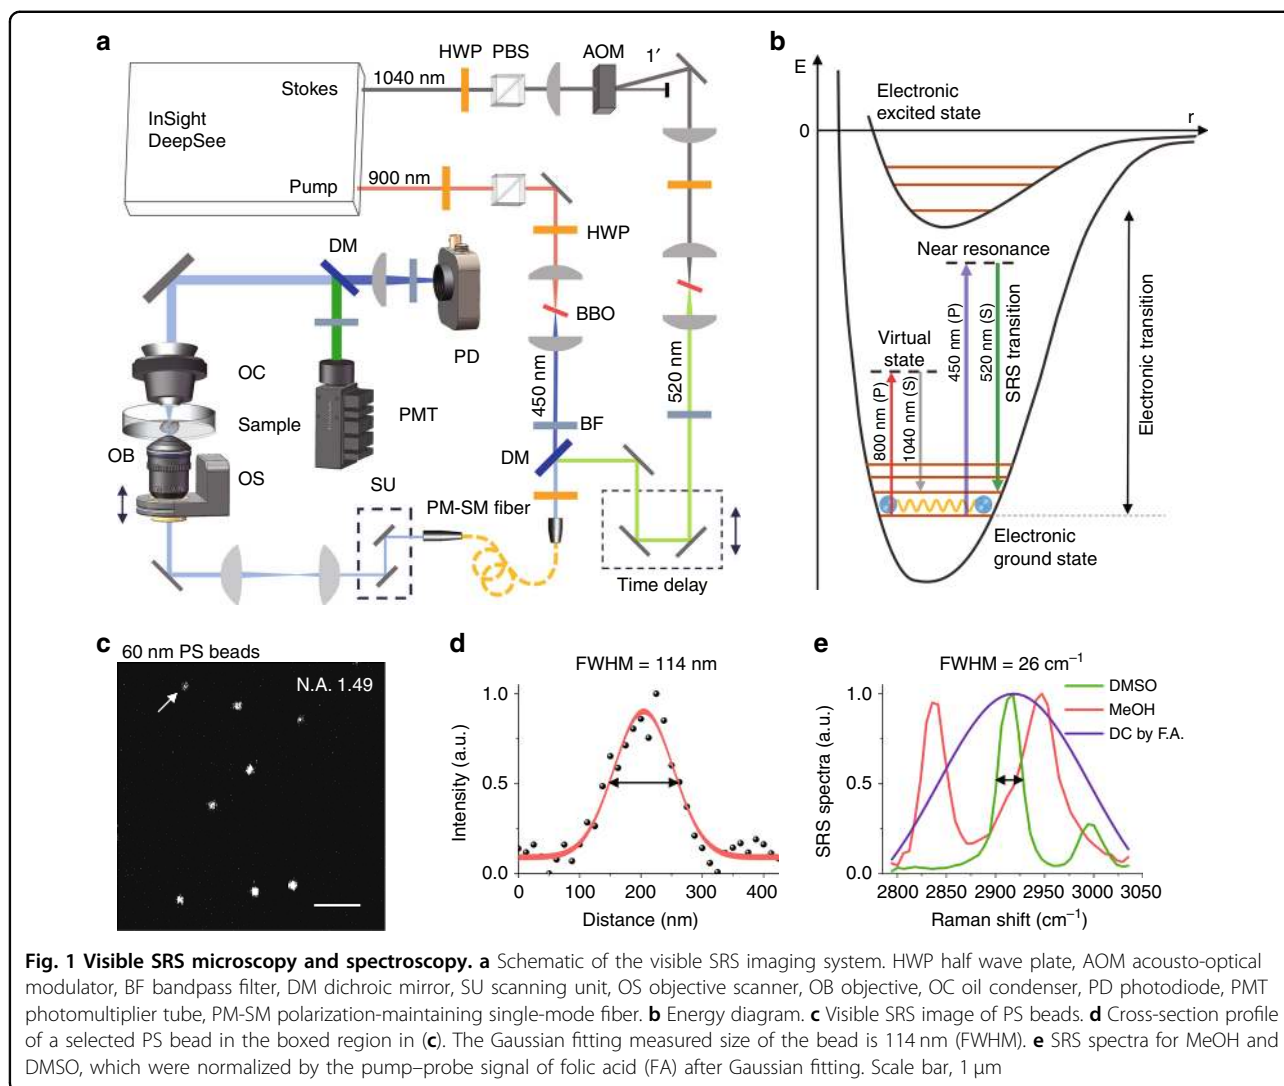 a
HWP PBS AOM 1′
1040 nm
Stokes
InSight
DeepSee
900 nm
Pump
HWP
DM
BBO
PD
OC
450 nm
520 nm
PMT
BF
Sample
OB
DM
OS
SU
PM-SM fiber
Time delay
b
E
Electronic
excited state
r
0
Near resonance
Virtual
state
800 nm (P)
1040 nm (S)
450 nm (P)
520 nm (S)
SRS transition
Electronic transition
Electronic
ground state
c
60 nm PS beads
N.A. 1.49
d
FWHM = 114 nm
Intensity (a.u.)
1.0
0.5
0.0
0 100 200 300 400
Distance (nm)
e
FWHM = 26 cm⁻¹
SRS spectra (a.u.)
1.0
0.5
0.0
DMSO
MeOH
DC by F.A.
2800 2850 2900 2950 3000 3050
Raman shift (cm⁻¹)
Fig. 1 Visible SRS microscopy and spectroscopy. a Schematic of the visible SRS imaging system. HWP half wave plate, AOM acousto-optical
modulator, BF bandpass filter, DM dichroic mirror, SU scanning unit, OS objective scanner, OB objective, OC oil condenser, PD photodiode, PMT
photomultiplier tube, PM-SM polarization-maintaining single-mode fiber. b Energy diagram. c Visible SRS image of PS beads. d Cross-section profile
of a selected PS bead in the boxed region in (c). The Gaussian fitting measured size of the bead is 114 nm (FWHM). e SRS spectra for MeOH and
DMSO, which were normalized by the pump–probe signal of folic acid (FA) after Gaussian fitting. Scale bar, 1 μm